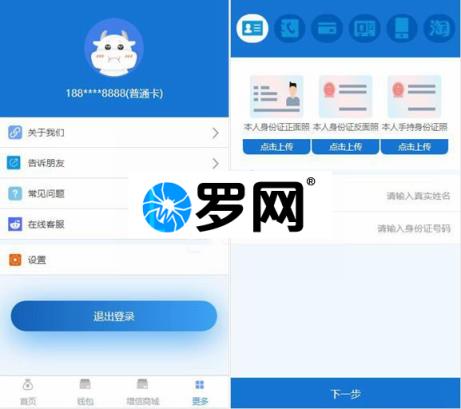 188****8888(普通卡)
关于我们
告诉朋友
常见问题
在线客服
设置
退出登录
首页
钱包
增信商城
更多
淘
本人身份证正面照
本人身份证反面照
本人手持身份证照
点击上传
点击上传
点击上传
请输入真实姓名
请输入身份证号码
下一步
罗网®